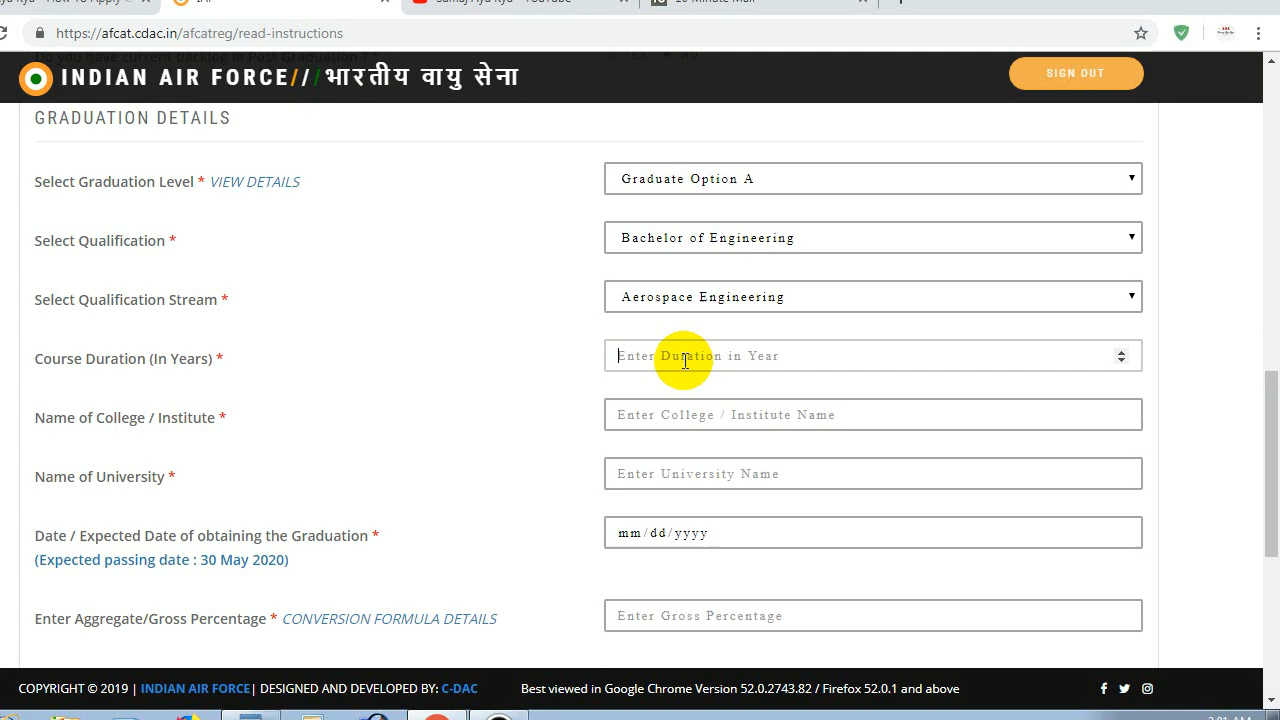 https://afcat.cdac.in/afcatreg/read-instructions
INDIAN AIR FORCE/// भारतीय वायु सेना
SIGN OUT
GRADUATION DETAILS
Select Graduation Level * VIEW DETAILS
Graduate Option A
Select Qualification *
Bachelor of Engineering
Select Qualification Stream *
Aerospace Engineering
Course Duration (In Years) *
Enter Duration in Year
Name of College / Institute *
Enter College / Institute Name
Name of University *
Enter University Name
Date / Expected Date of obtaining the Graduation *
mm/dd/yyyy
(Expected passing date : 30 May 2020)
Enter Aggregate/Gross Percentage * CONVERSION FORMULA DETAILS
Enter Gross Percentage
COPYRIGHT © 2019 | INDIAN AIR FORCE| DESIGNED AND DEVELOPED BY: C-DAC
Best viewed in Google Chrome Version 52.0.2743.82 / Firefox 52.0.1 and above